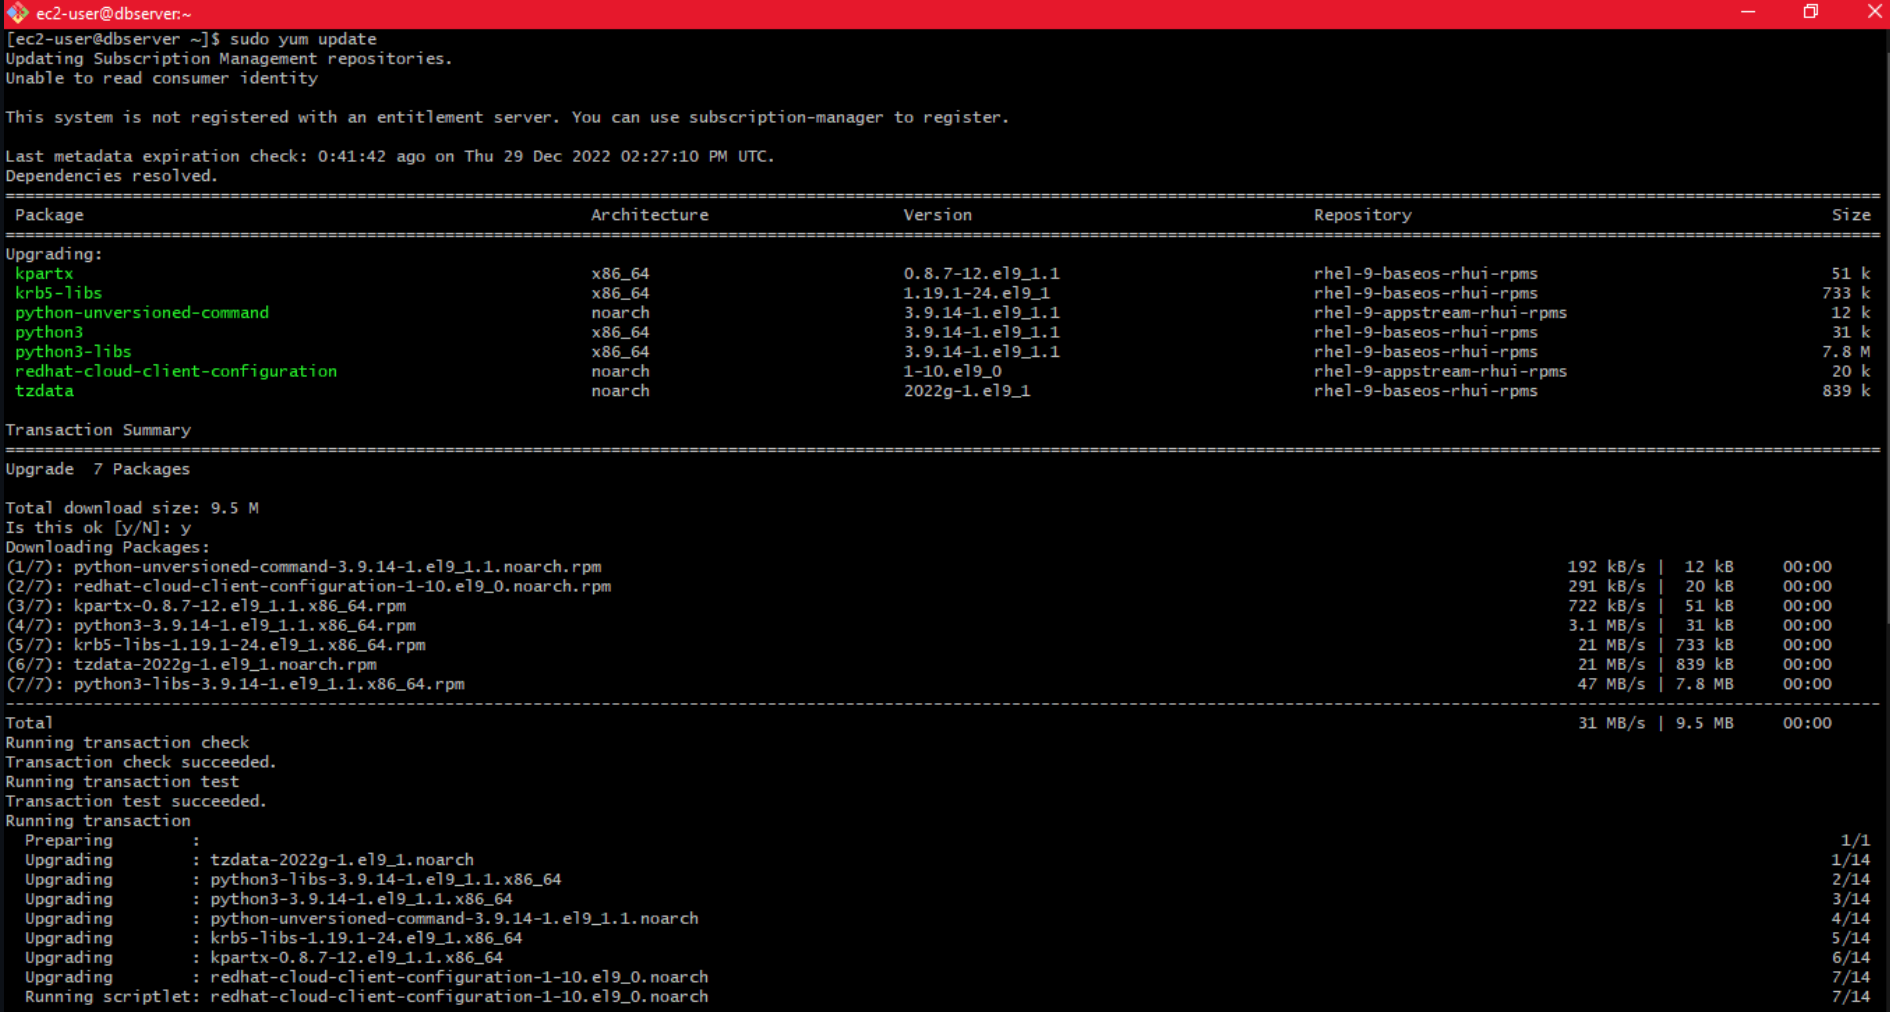 ec2-user@dbserver:~
[ec2-user@dbserver ~]$ sudo yum update
Updating Subscription Management repositories.
Unable to read consumer identity
This system is not registered with an entitlement server. You can use subscription-manager to register.
Last metadata expiration check: 0:41:42 ago on Thu 29 Dec 2022 02:27:10 PM UTC.
Dependencies resolved.
Package Architecture Version Repository Size
Upgrading:
kpartx x86_64 0.8.7-12.el9_1.1 rhel-9-baseos-rhui-rpms 51 k
krb5-libs x86_64 1.19.1-24.el9_1 rhel-9-baseos-rhui-rpms 733 k
python-unversioned-command noarch 3.9.14-1.el9_1.1 rhel-9-appstream-rhui-rpms 12 k
python3 x86_64 3.9.14-1.el9_1.1 rhel-9-baseos-rhui-rpms 31 k
python3-libs x86_64 3.9.14-1.el9_1.1 rhel-9-baseos-rhui-rpms 7.8 M
redhat-cloud-client-configuration noarch 1-10.el9_0 rhel-9-appstream-rhui-rpms 20 k
tzdata noarch 2022g-1.el9_1 rhel-9-baseos-rhui-rpms 839 k
Transaction Summary
Upgrade 7 Packages
Total download size: 9.5 M
Is this ok [y/N]: y
Downloading Packages:
(1/7): python-unversioned-command-3.9.14-1.el9_1.1.noarch.rpm 192 kB/s | 12 kB 00:00
(2/7): redhat-cloud-client-configuration-1-10.el9_0.noarch.rpm 291 kB/s | 20 kB 00:00
(3/7): kpartx-0.8.7-12.el9_1.1.x86_64.rpm 722 kB/s | 51 kB 00:00
(4/7): python3-3.9.14-1.el9_1.1.x86_64.rpm 3.1 MB/s | 31 kB 00:00
(5/7): krb5-libs-1.19.1-24.el9_1.x86_64.rpm 21 MB/s | 733 kB 00:00
(6/7): tzdata-2022g-1.el9_1.noarch.rpm 21 MB/s | 839 kB 00:00
(7/7): python3-libs-3.9.14-1.el9_1.1.x86_64.rpm 47 MB/s | 7.8 MB 00:00
Total 31 MB/s | 9.5 MB 00:00
Running transaction check
Transaction check succeeded.
Running transaction test
Transaction test succeeded.
Running transaction
Preparing : 1/1
Upgrading : tzdata-2022g-1.el9_1.noarch 1/14
Upgrading : python3-libs-3.9.14-1.el9_1.1.x86_64 2/14
Upgrading : python3-3.9.14-1.el9_1.1.x86_64 3/14
Upgrading : python-unversioned-command-3.9.14-1.el9_1.1.noarch 4/14
Upgrading : krb5-libs-1.19.1-24.el9_1.x86_64 5/14
Upgrading : kpartx-0.8.7-12.el9_1.1.x86_64 6/14
Upgrading : redhat-cloud-client-configuration-1-10.el9_0.noarch 7/14
Running scriptlet: redhat-cloud-client-configuration-1-10.el9_0.noarch 7/14